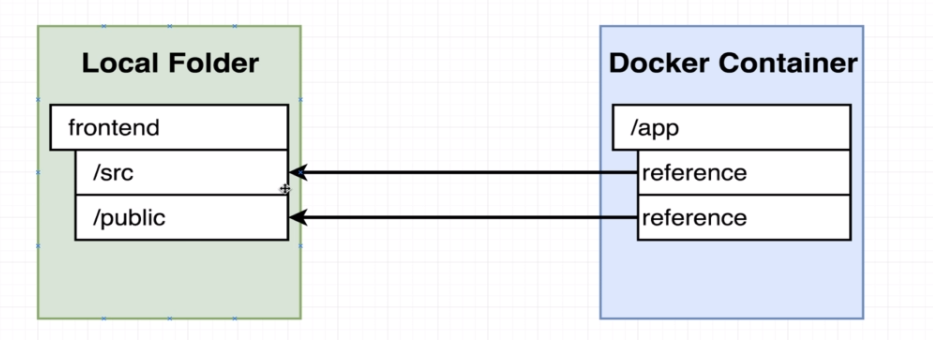 Local Folder
frontend
/src
/public
Docker Container
/app
reference
reference